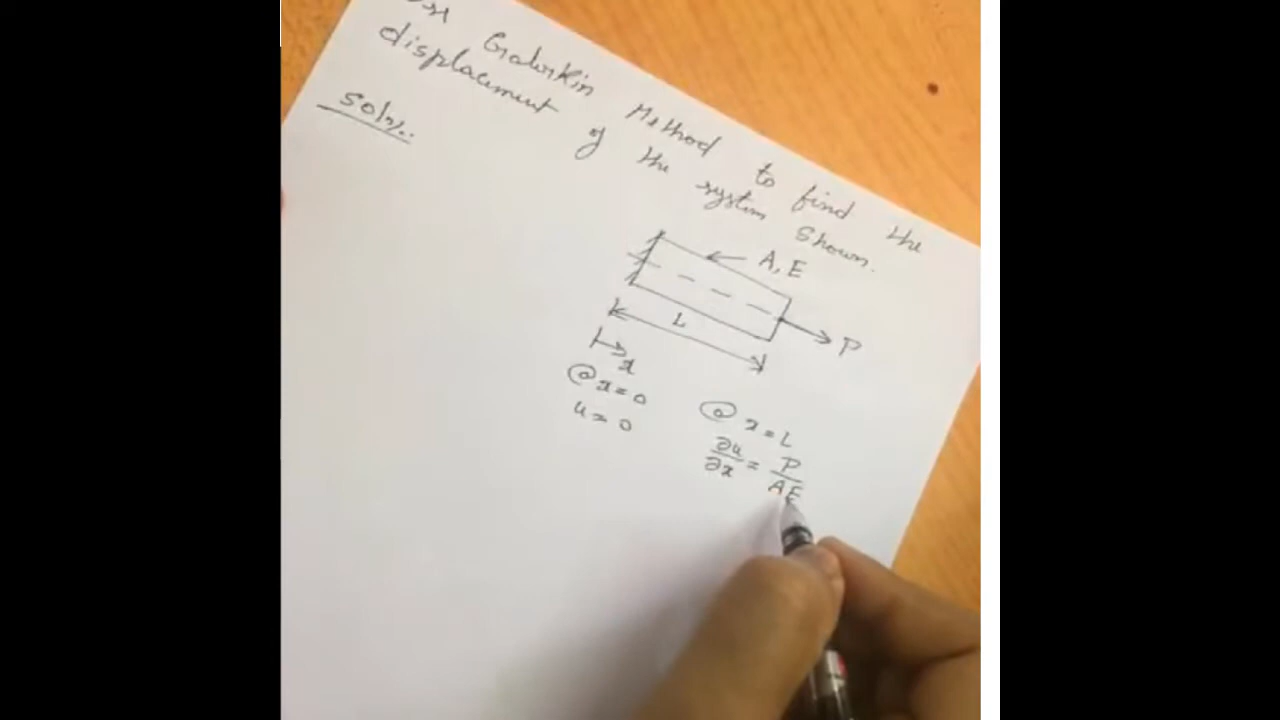 Galerkin Method to find the
displacement of the system shown.
Soln:
A, E
P
L
x
@ x = 0
u = 0
@ x = L
∂u/∂x = P/AE